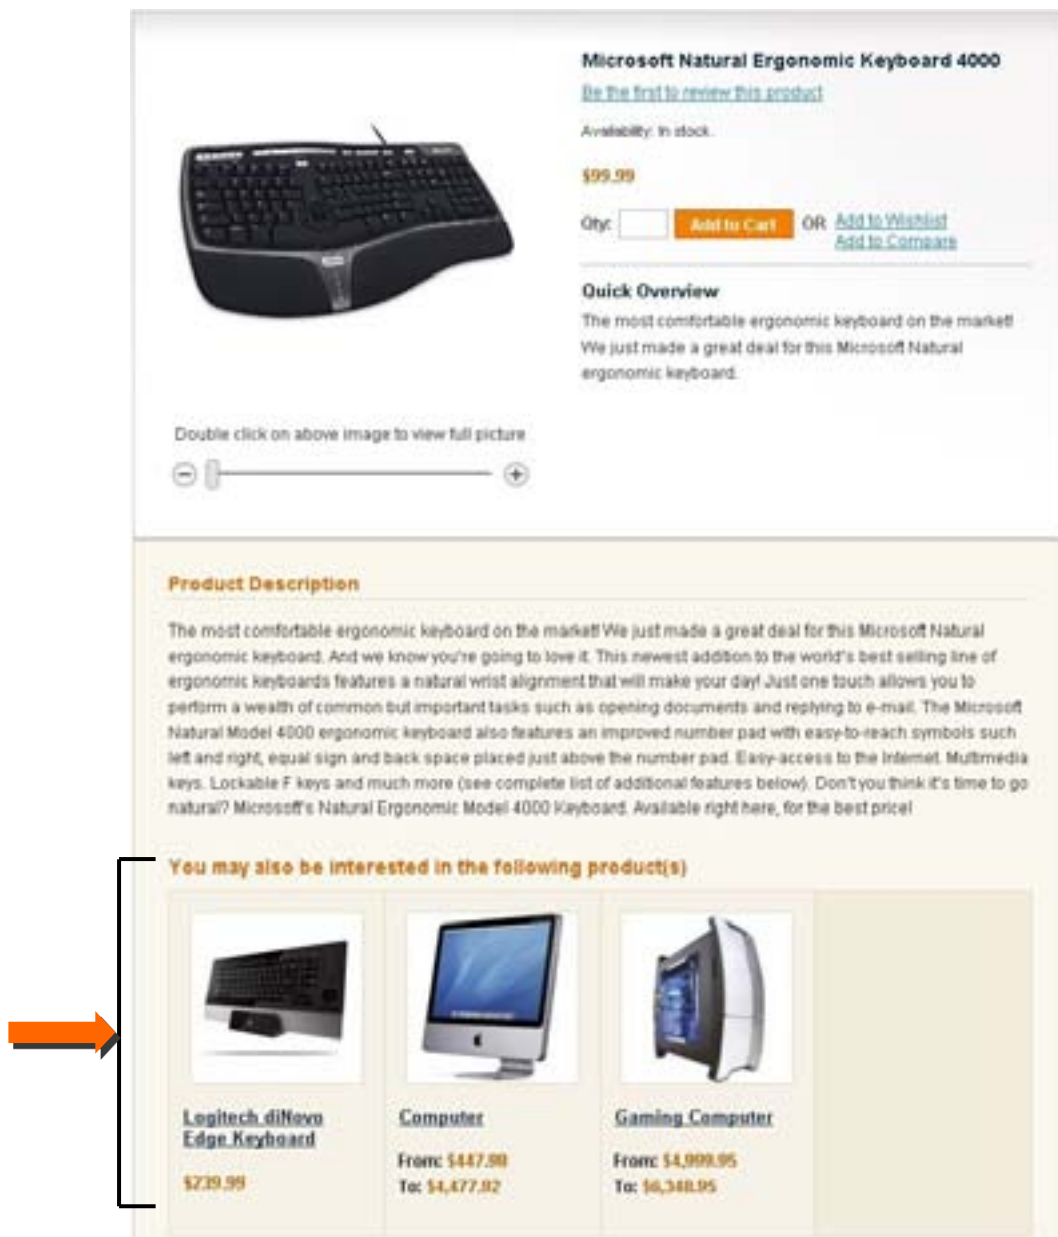 Microsoft Natural Ergonomic Keyboard 4000
Be the first to review this product
Availability: In stock.
$99.99
Qty: Add to Cart OR Add to Wishlist
Add to Compare
Quick Overview
The most comfortable ergonomic keyboard on the market!
We just made a great deal for this Microsoft Natural
ergonomic keyboard.
Double click on above image to view full picture
Product Description
The most comfortable ergonomic keyboard on the market! We just made a great deal for this Microsoft Natural
ergonomic keyboard. And we know you're going to love it. This newest addition to the world's best selling line of
ergonomic keyboards features a natural wrist alignment that will make your day! Just one touch allows you to
perform a wealth of common but important tasks such as opening documents and replying to e-mail. The Microsoft
Natural Model 4000 ergonomic keyboard also features an improved number pad with easy-to-reach symbols such
left and right, equal sign and back space placed just above the number pad. Easy-access to the Internet. Multimedia
keys. Lockable F keys and much more (see complete list of additional features below). Don't you think it's time to go
natural? Microsoft's Natural Ergonomic Model 4000 Keyboard. Available right here, for the best price!
You may also be interested in the following product(s)
Logitech diNovo
Edge Keyboard
$239.99
Computer
From: $447.98
To: $4,477.92
Gaming Computer
From: $4,999.95
To: $6,348.95